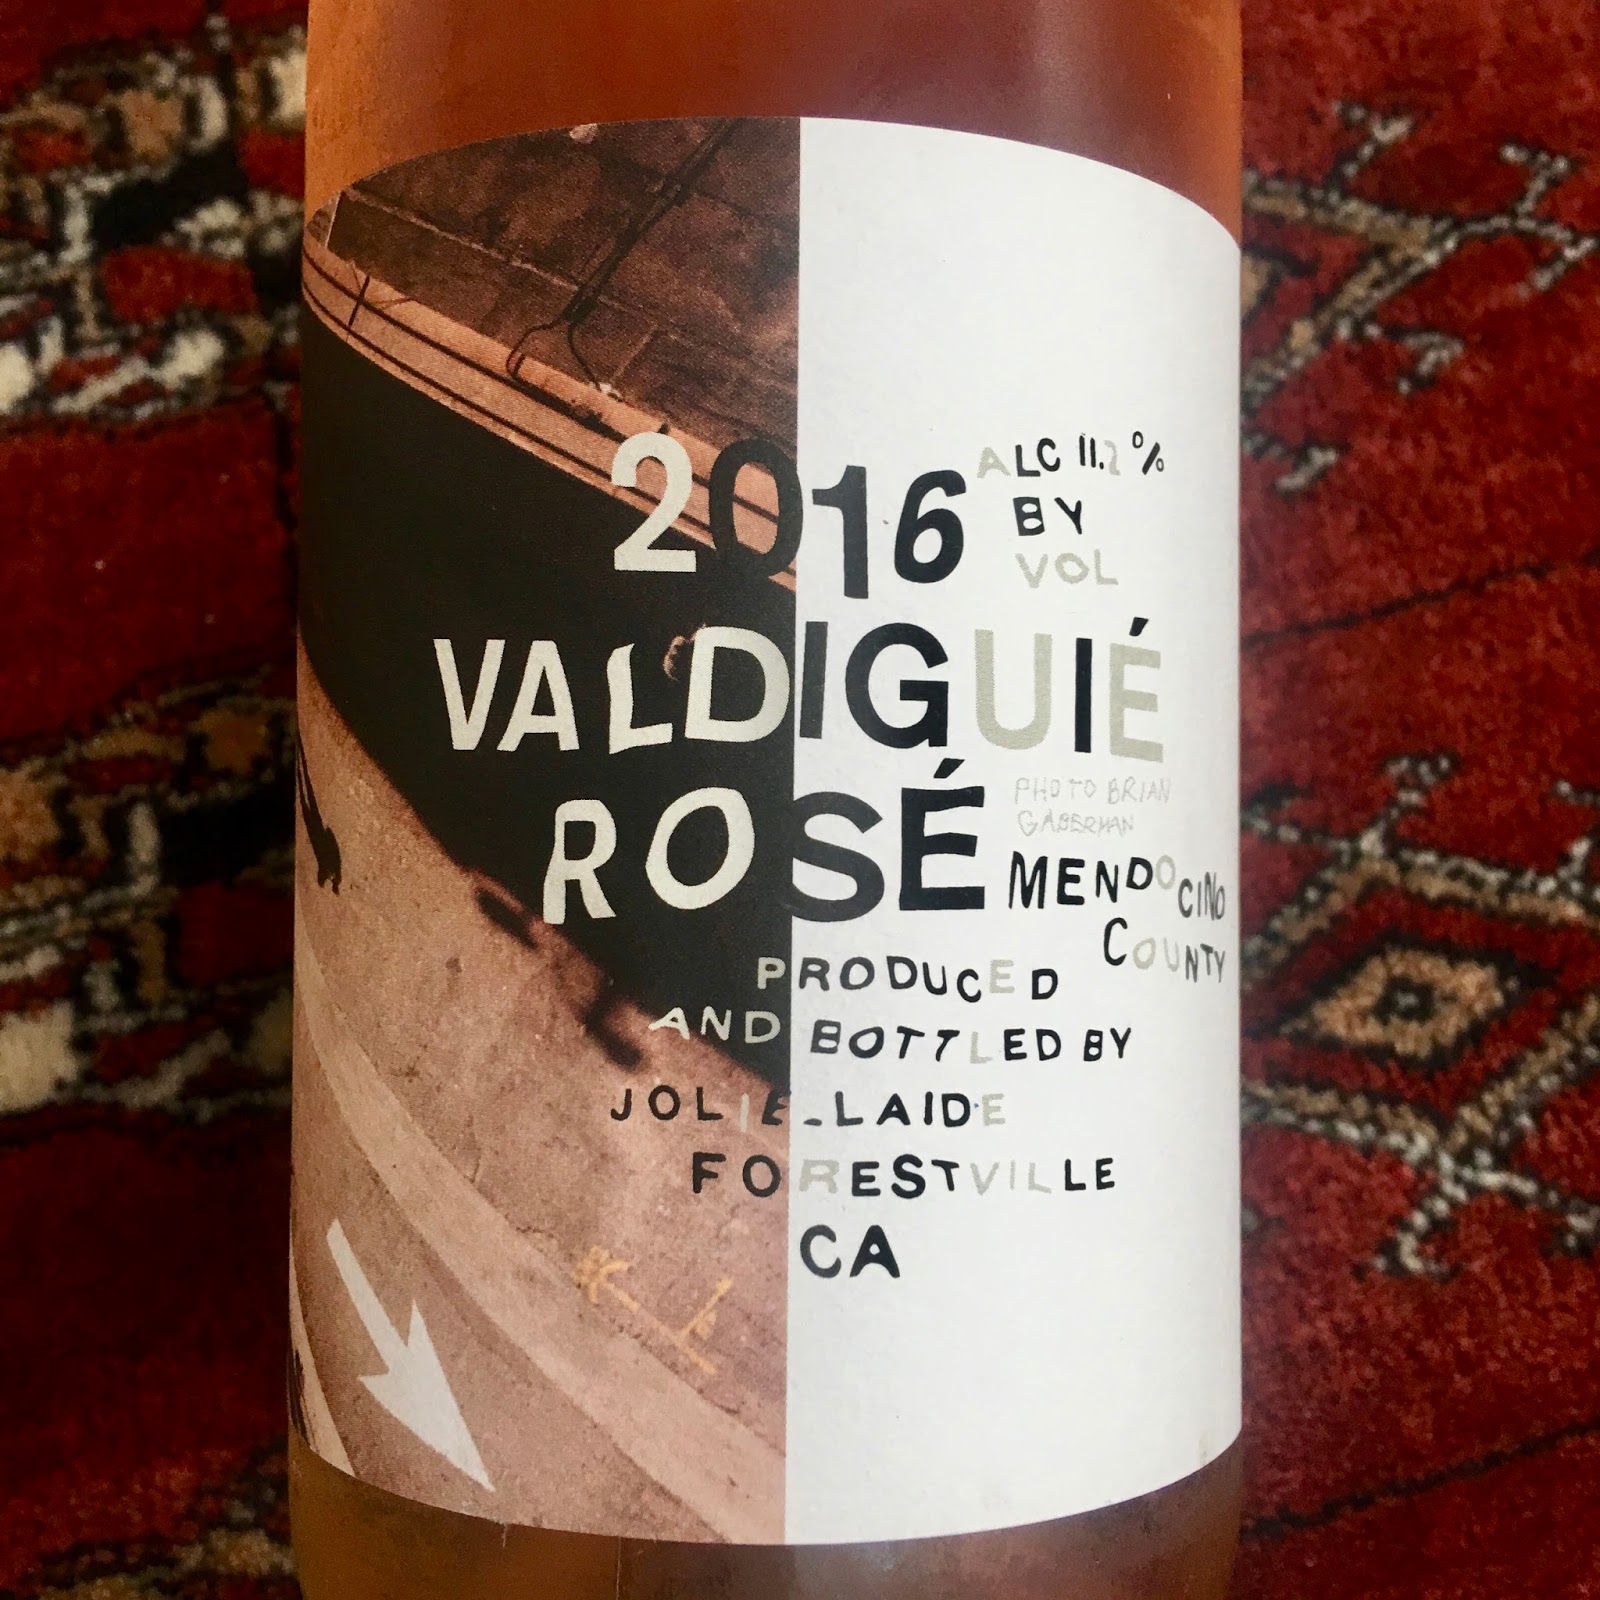 2016
ALC 11.2%
BY
VOL
VALDIGUIÉ
ROSÉ
PHOTO BRIAN
GABERMAN
MENDOCINO
COUNTY
PRODUCED
AND BOTTLED BY
JOLIE-LAIDE
FORESTVILLE
CA